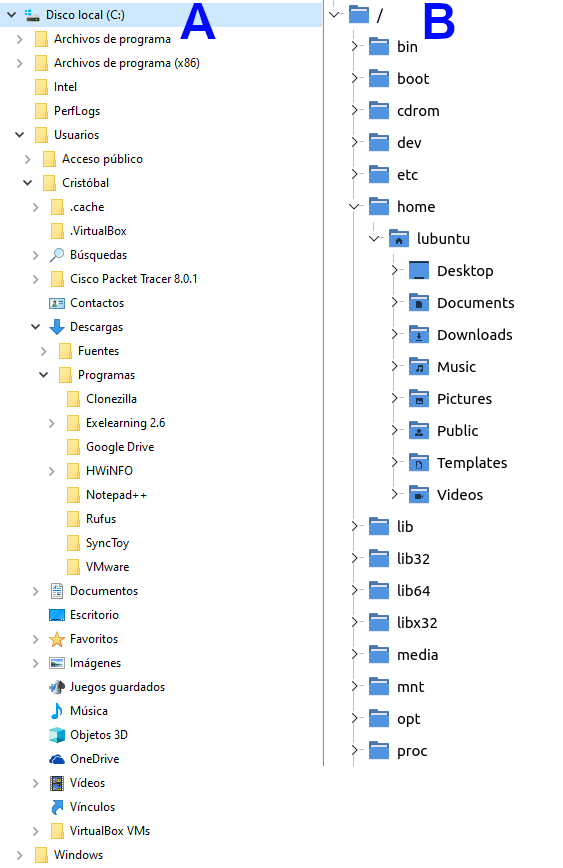 A
Disco local (C:)
Archivos de programa
Archivos de programa (x86)
Intel
PerfLogs
Usuarios
Acceso público
Cristóbal
.cache
.VirtualBox
Búsquedas
Cisco Packet Tracer 8.0.1
Contactos
Descargas
Fuentes
Programas
Clonezilla
Exelearning 2.6
Google Drive
HWiNFO
Notepad++
Rufus
SyncToy
VMware
Documentos
Escritorio
Favoritos
Imágenes
Juegos guardados
Música
Objetos 3D
OneDrive
Vídeos
Vínculos
VirtualBox VMs
Windows
B
/
bin
boot
cdrom
dev
etc
home
lubuntu
Desktop
Documents
Downloads
Music
Pictures
Public
Templates
Videos
lib
lib32
lib64
libx32
media
mnt
opt
proc